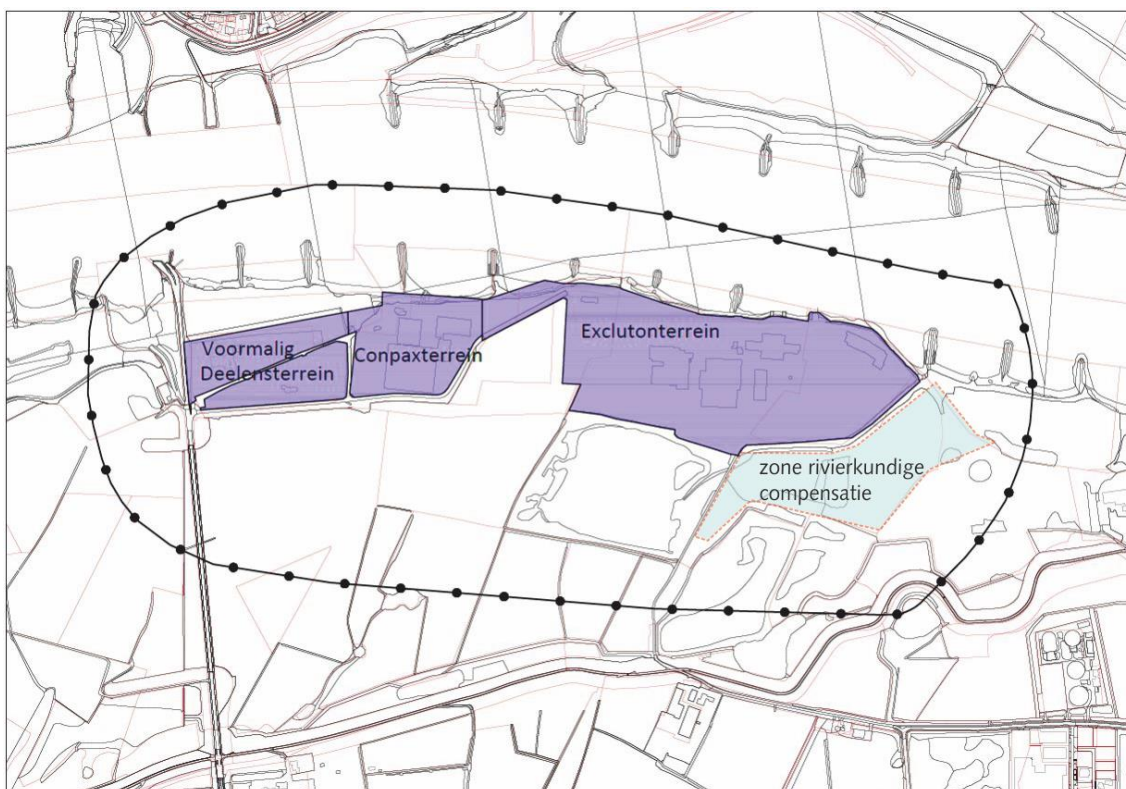 Voormalig
Deelensterrein
Conpaxterrein
Exclutonterrein
zone rivierkundige
compensatie